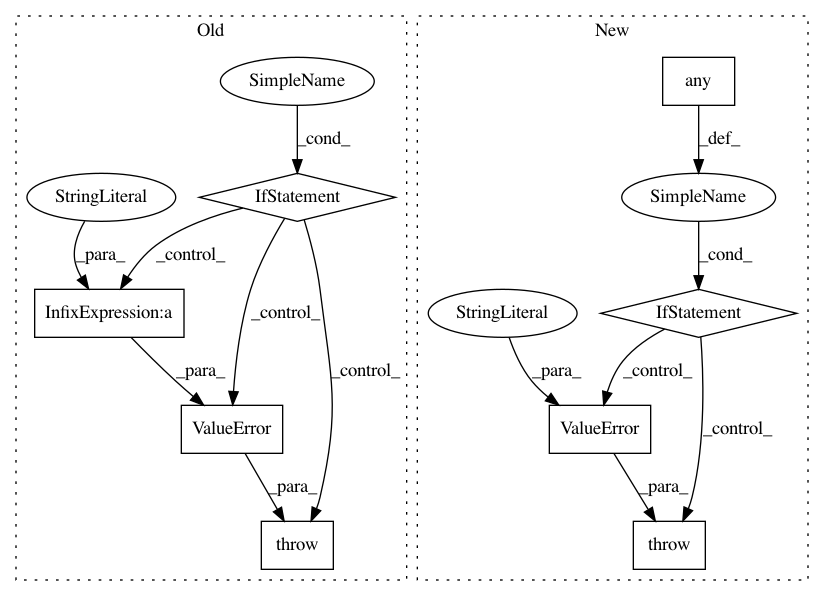 Old
New
SimpleName
any
_cond_
_def_
StringLiteral
IfStatement
SimpleName
_para_
_control_
_cond_
InfixExpression:a
_control_
StringLiteral
IfStatement
_para_
_control_
_para_
_control_
ValueError
ValueError
_control_
_para_
_para_
throw
throw